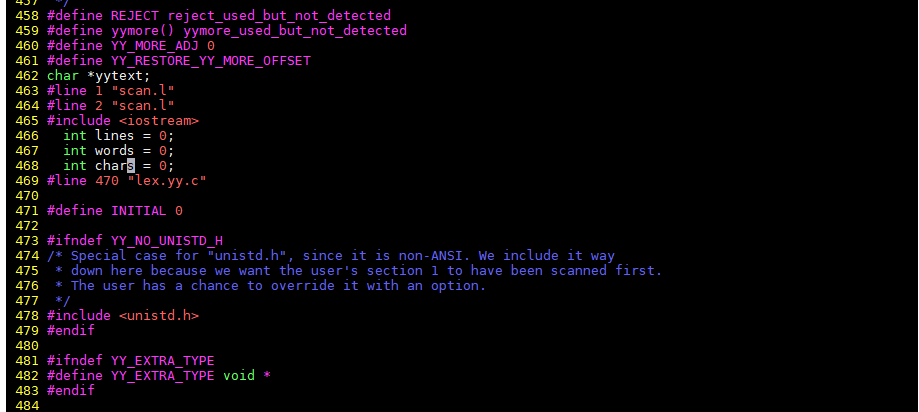 457  */
458 #define REJECT reject_used_but_not_detected
459 #define yymore() yymore_used_but_not_detected
460 #define YY_MORE_ADJ 0
461 #define YY_RESTORE_YY_MORE_OFFSET
462 char *yytext;
463 #line 1 "scan.l"
464 #line 2 "scan.l"
465 #include <iostream>
466   int lines = 0;
467   int words = 0;
468   int chars = 0;
469 #line 470 "lex.yy.c"
470
471 #define INITIAL 0
472
473 #ifndef YY_NO_UNISTD_H
474 /* Special case for "unistd.h", since it is non-ANSI. We include it way
475  * down here because we want the user's section 1 to have been scanned first.
476  * The user has a chance to override it with an option.
477  */
478 #include <unistd.h>
479 #endif
480
481 #ifndef YY_EXTRA_TYPE
482 #define YY_EXTRA_TYPE void *
483 #endif
484